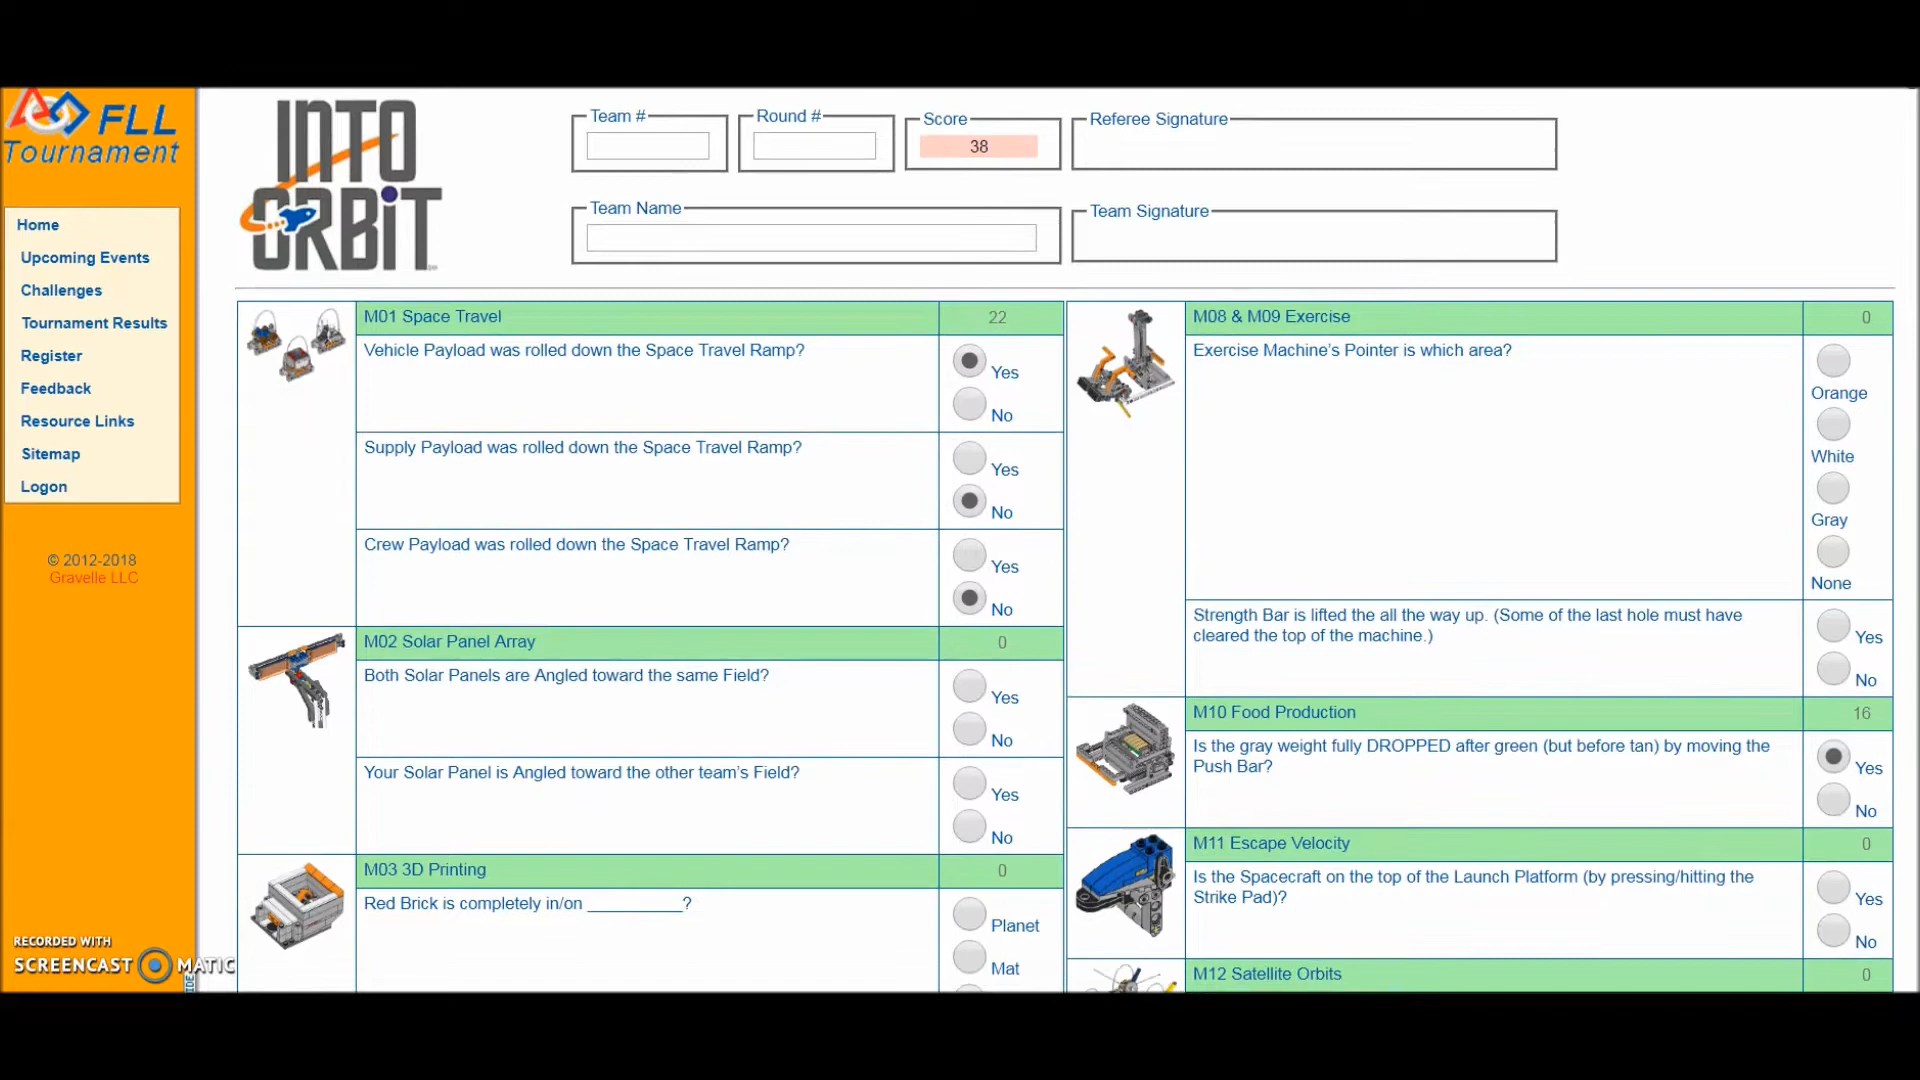 FLL
Tournament
Home
Upcoming Events
Challenges
Tournament Results
Register
Feedback
Resource Links
Sitemap
Logon
© 2012-2018
Gravelle LLC
RECORDED WITH
SCREENCAST MATIC
INTO
ORBIT
Team #
Round #
Score
38
Referee Signature
Team Name
Team Signature
M01 Space Travel
22
Vehicle Payload was rolled down the Space Travel Ramp?
Yes
No
Supply Payload was rolled down the Space Travel Ramp?
Yes
No
Crew Payload was rolled down the Space Travel Ramp?
Yes
No
M02 Solar Panel Array
0
Both Solar Panels are Angled toward the same Field?
Yes
No
Your Solar Panel is Angled toward the other team's Field?
Yes
No
M03 3D Printing
0
Red Brick is completely in/on __________?
Planet
Mat
M08 & M09 Exercise
0
Exercise Machine's Pointer is which area?
Orange
White
Gray
None
Strength Bar is lifted the all the way up. (Some of the last hole must have
cleared the top of the machine.)
Yes
No
M10 Food Production
16
Is the gray weight fully DROPPED after green (but before tan) by moving the
Push Bar?
Yes
No
M11 Escape Velocity
0
Is the Spacecraft on the top of the Launch Platform (by pressing/hitting the
Strike Pad)?
Yes
No
M12 Satellite Orbits
0